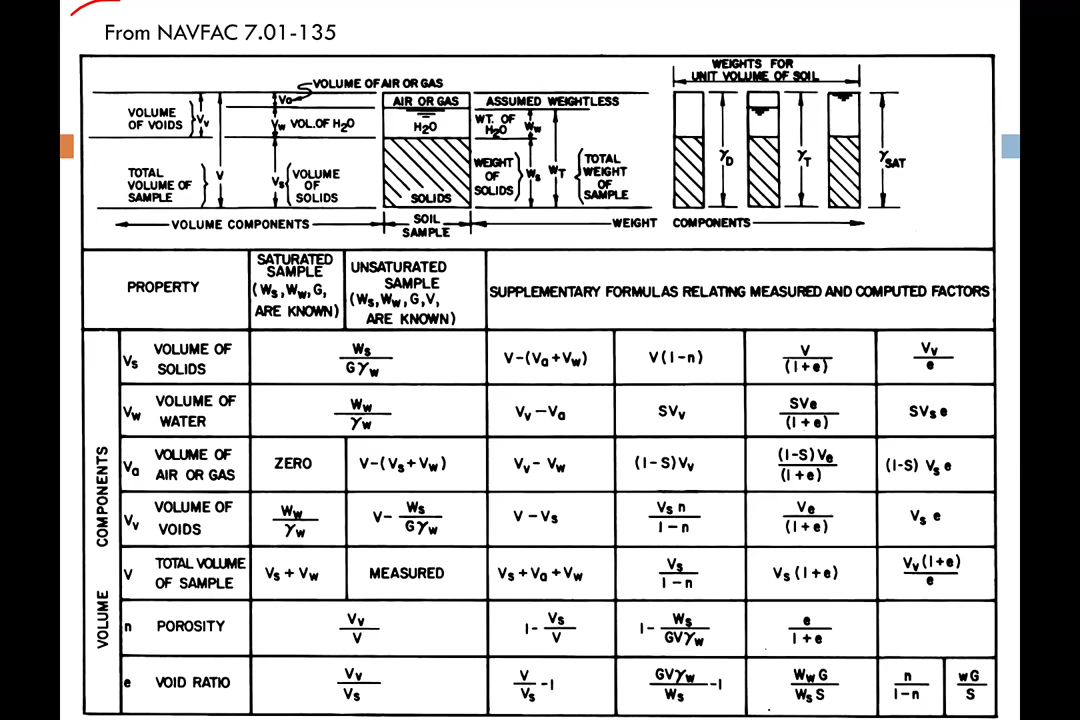 From NAVFAC 7.01-135
WEIGHTS FOR
UNIT VOLUME OF SOIL
VOLUME OF AIR OR GAS
Va
AIR OR GAS
ASSUMED WEIGHTLESS
VOLUME
OF VOIDS
Vv
Vw VOL. OF H2O
H2O
WT. OF
H2O
Ww
TOTAL
VOLUME OF
SAMPLE
V
Vs
VOLUME
OF
SOLIDS
SOLIDS
WEIGHT
OF
SOLIDS
Ws
WT
TOTAL
WEIGHT
OF
SAMPLE
γD
γT
γSAT
VOLUME COMPONENTS
SOIL
SAMPLE
WEIGHT COMPONENTS
PROPERTY
SATURATED
SAMPLE
(Ws, Ww, G,
ARE KNOWN)
UNSATURATED
SAMPLE
(Ws, Ww, G, V,
ARE KNOWN)
SUPPLEMENTARY FORMULAS RELATING MEASURED AND COMPUTED FACTORS
VOLUME COMPONENTS
Vs VOLUME OF SOLIDS
Ws / Gγw
V-(Va+Vw)
V(1-n)
V / (1+e)
Vv / e
Vw VOLUME OF WATER
Ww / γw
Vv-Va
SVv
SVe / (1+e)
SVs e
Va VOLUME OF AIR OR GAS
ZERO
V-(Vs+Vw)
Vv-Vw
(1-S)Vv
(1-S)Ve / (1+e)
(1-S) Vs e
Vv VOLUME OF VOIDS
Ww / γw
V- Ws / Gγw
V-Vs
Vs n / 1-n
Ve / (1+e)
Vs e
V TOTAL VOLUME OF SAMPLE
Vs+Vw
MEASURED
Vs+Va+Vw
Vs / 1-n
Vs (1+e)
Vv(1+e) / e
n POROSITY
Vv / V
1- Vs / V
1- Ws / GVγw
e / 1+e
e VOID RATIO
Vv / Vs
V / Vs -1
GVγw / Ws -1
WwG / WsS
n / 1-n
wG / S